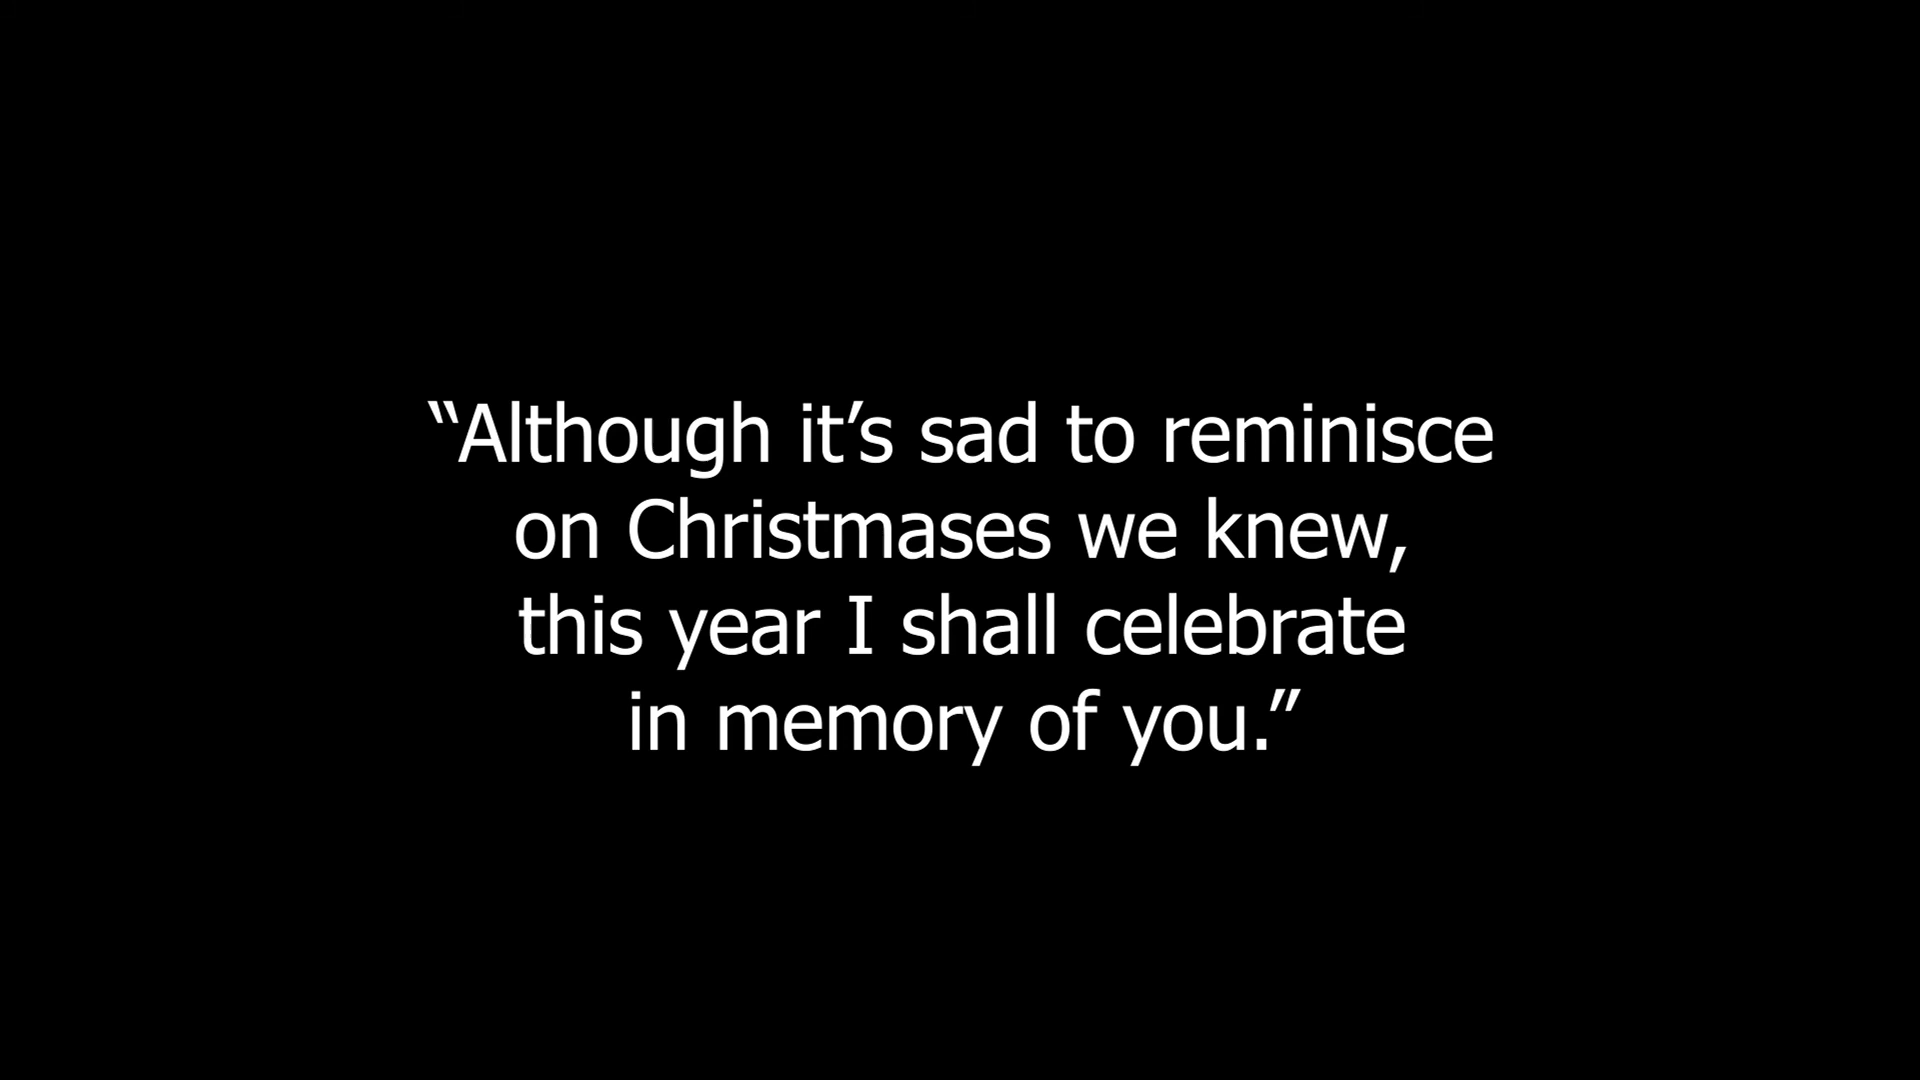 “Although it’s sad to reminisce
on Christmases we knew,
this year I shall celebrate
in memory of you.”